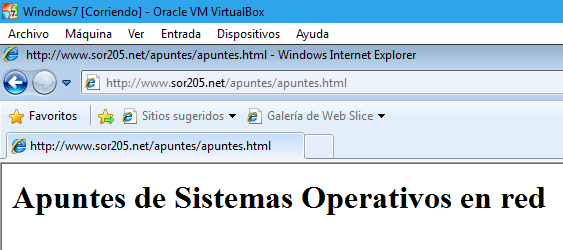 Windows7 [Corriendo] - Oracle VM VirtualBox
Archivo Máquina Ver Entrada Dispositivos Ayuda
http://www.sor205.net/apuntes/apuntes.html - Windows Internet Explorer
http://www.sor205.net/apuntes/apuntes.html
Favoritos Sitios sugeridos Galería de Web Slice
http://www.sor205.net/apuntes/apuntes.html
Apuntes de Sistemas Operativos en red